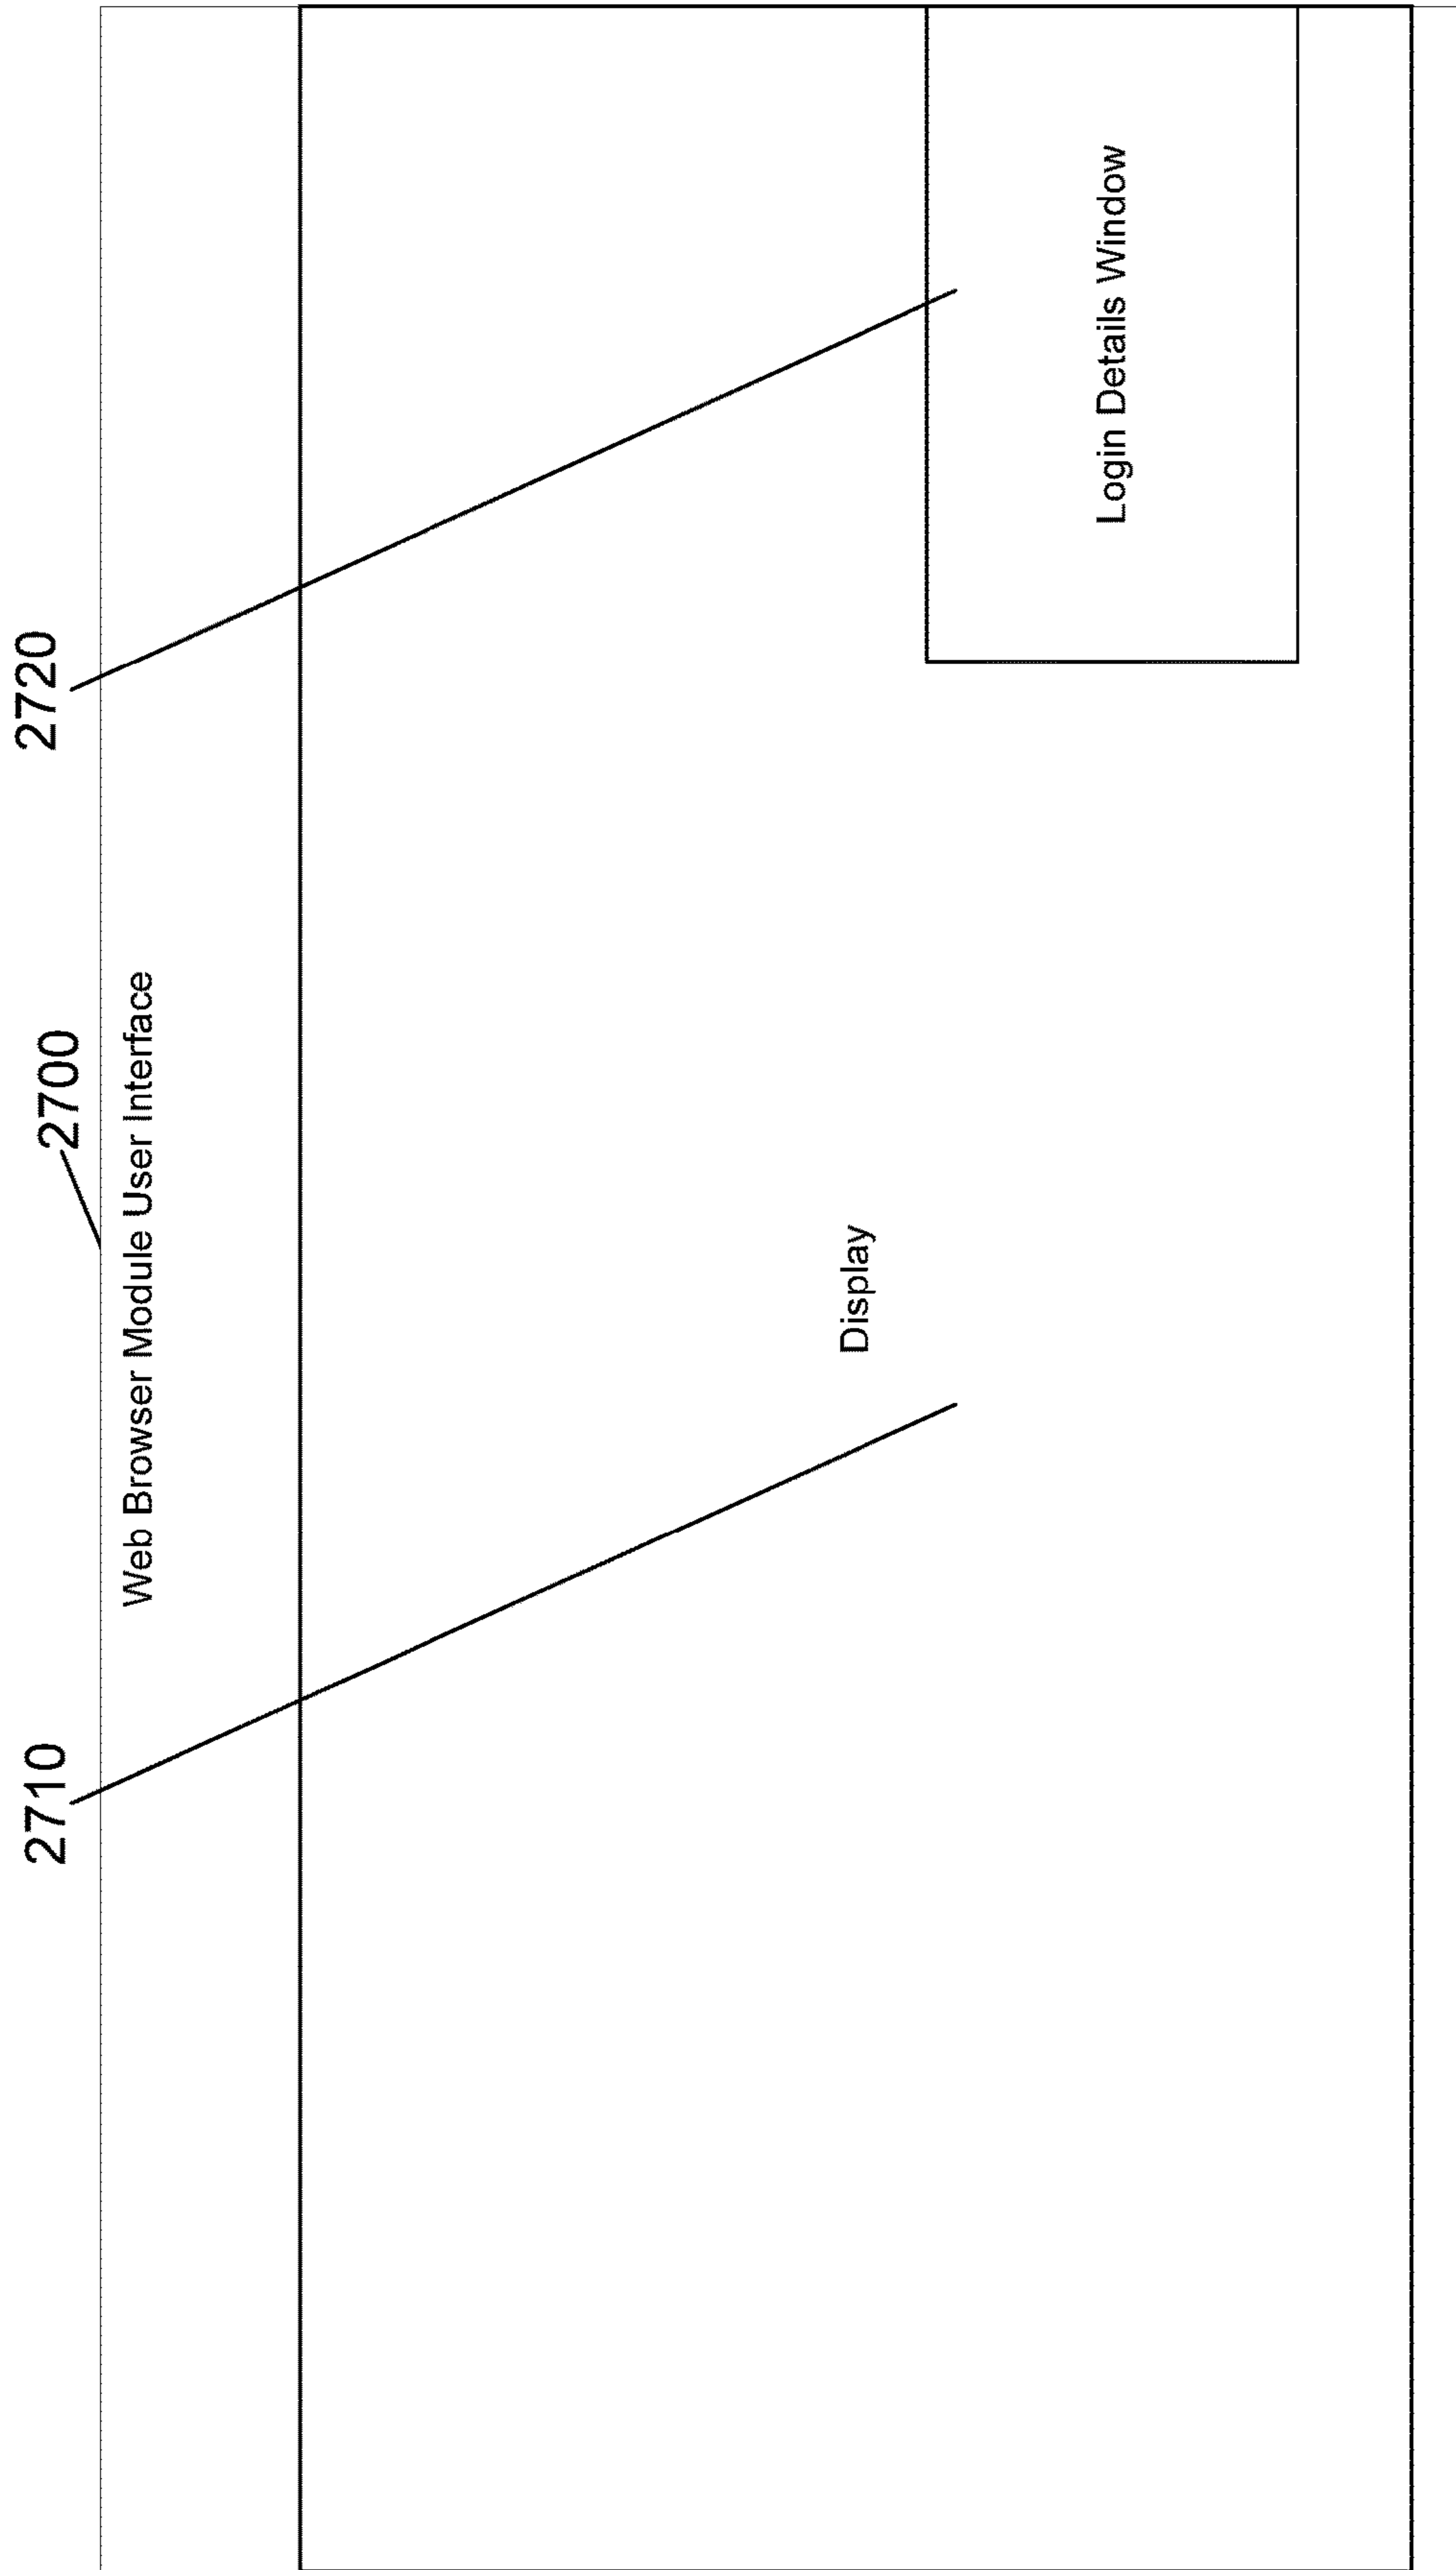 2710
2700
2720
Web Browser Module User Interface
Display
Login Details Window